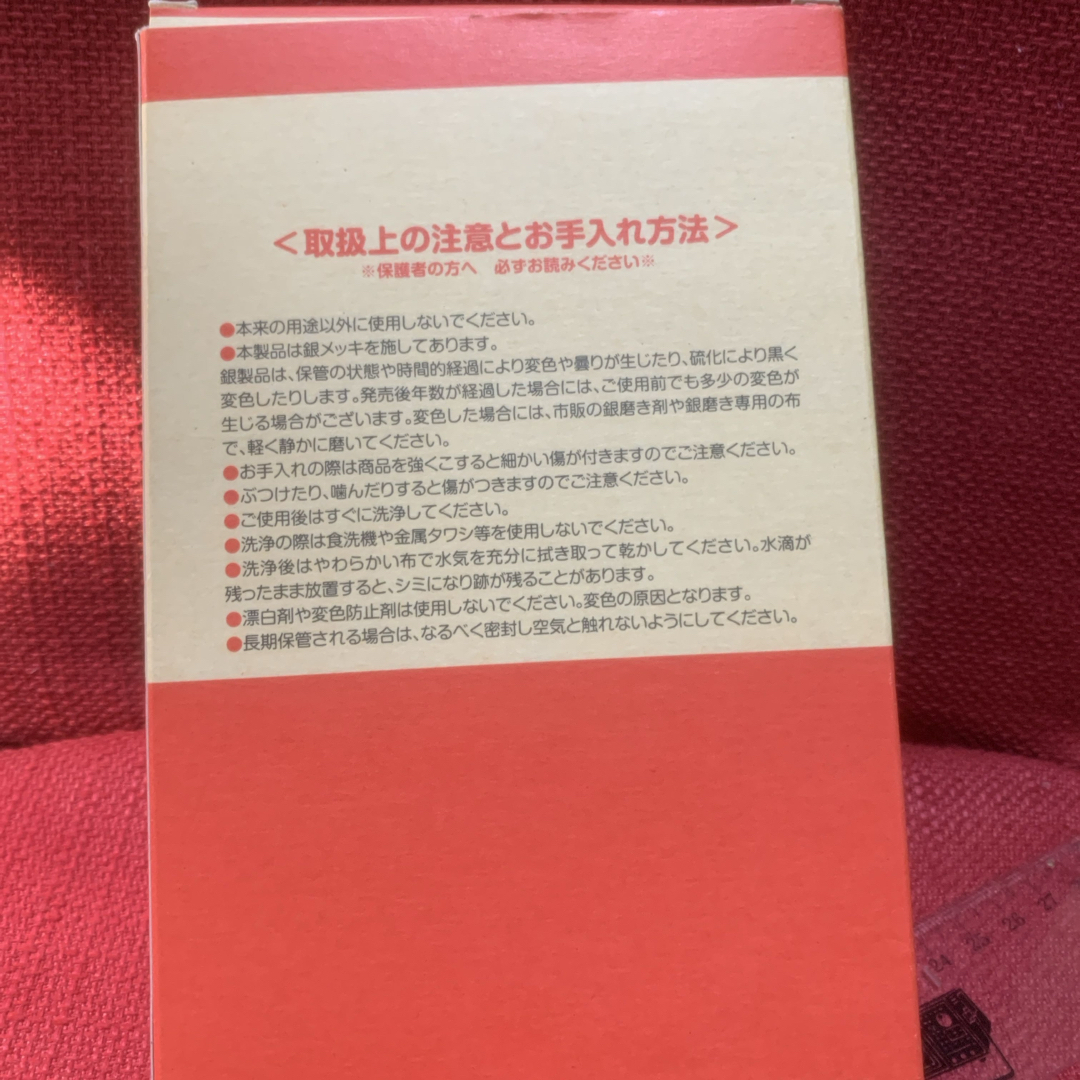 ＜取扱上の注意とお手入れ方法＞
※保護者の方へ　必ずお読みください※
●本来の用途以外に使用しないでください。
●本製品は銀メッキを施してあります。
銀製品は、保管の状態や時間的経過により変色や曇りが生じたり、硫化により黒く
変色したりします。発売後年数が経過した場合には、ご使用前でも多少の変色が
生じる場合がございます。変色した場合には、市販の銀磨き剤や銀磨き専用の布
で、軽く静かに磨いてください。
●お手入れの際は商品を強くこすると細かい傷が付きますのでご注意ください。
●ぶつけたり、噛んだりすると傷がつきますのでご注意ください。
●ご使用後はすぐに洗浄してください。
●洗浄の際は食洗機や金属タワシ等を使用しないでください。
●洗浄後はやわらかい布で水気を充分に拭き取って乾かしてください。水滴が
残ったまま放置すると、シミになり跡が残ることがあります。
●漂白剤や変色防止剤は使用しないでください。変色の原因となります。
●長期保管される場合は、なるべく密封し空気と触れないようにしてください。
24 25 26 27